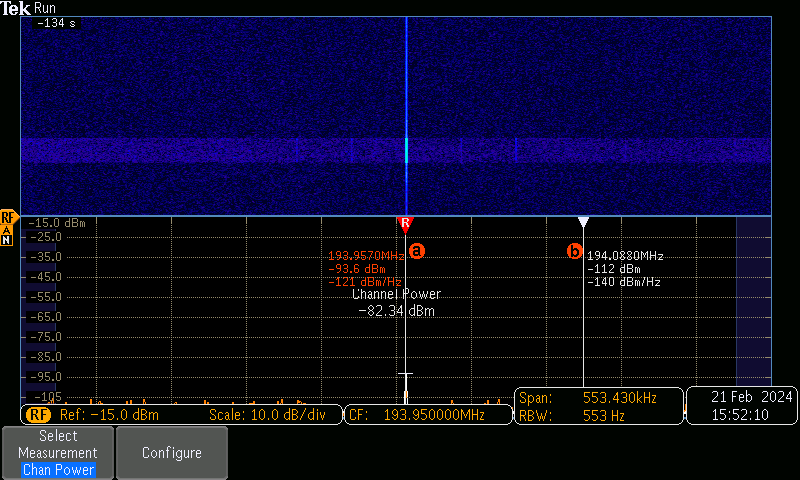 Tek Run
-134 s
RF
A
N
-15.0 dBm
-25.0
-35.0
-45.0
-55.0
-65.0
-75.0
-85.0
-95.0
-105
R
a
193.9570MHz
-93.6 dBm
-121 dBm/Hz
b
194.0880MHz
-112 dBm
-140 dBm/Hz
Channel Power
-82.34 dBm
RF Ref: -15.0 dBm Scale: 10.0 dB/div
CF: 193.950000MHz
Span: 553.430kHz
RBW: 553 Hz
21 Feb 2024
15:52:10
Select
Measurement
Chan Power
Configure